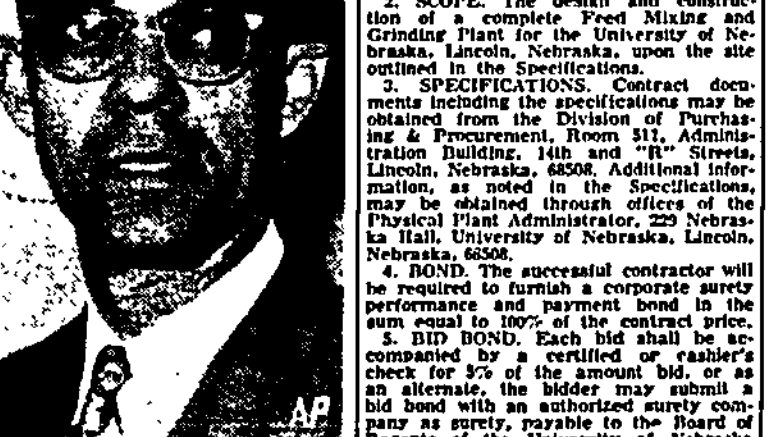 2. SCOPE. The design and construc-
tion of a complete Feed Mixing and
Grinding Plant for the University of Ne-
braska, Lincoln, Nebraska, upon the site
outlined in the Specifications.
3. SPECIFICATIONS. Contract docu-
ments including the specifications may be
obtained from the Division of Purchas-
ing & Procurement, Room 511, Adminis-
tration Building, 14th and "R" Streets,
Lincoln, Nebraska, 68508. Additional infor-
mation, as noted in the Specifications,
may be obtained through offices of the
Physical Plant Administrator, 229 Nebras-
ka Hall, University of Nebraska, Lincoln,
Nebraska, 66508.
4. BOND. The successful contractor will
be required to furnish a corporate surety
performance and payment bond in the
sum equal to 100% of the contract price.
5. BID BOND. Each bid shall be ac-
companied by a certified or cashier's
check for 5% of the amount bid, or as
an alternate, the bidder may submit a
bid bond with an authorized surety com-
pany as surety, payable to the Board of
AP